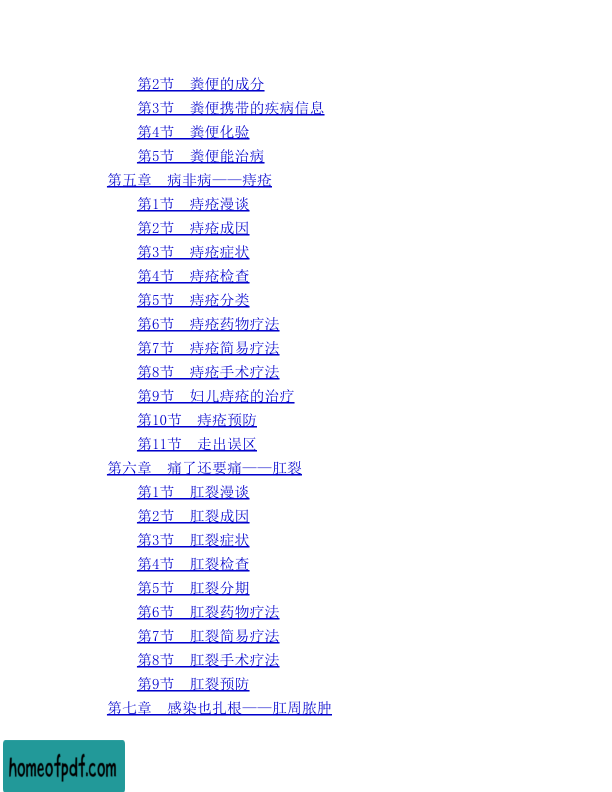 第2节　粪便的成分
第3节　粪便携带的疾病信息
第4节　粪便化验
第5节　粪便能治病
第五章　病非病——痔疮
第1节　痔疮漫谈
第2节　痔疮成因
第3节　痔疮症状
第4节　痔疮检查
第5节　痔疮分类
第6节　痔疮药物疗法
第7节　痔疮简易疗法
第8节　痔疮手术疗法
第9节　妇儿痔疮的治疗
第10节　痔疮预防
第11节　走出误区
第六章　痛了还要痛——肛裂
第1节　肛裂漫谈
第2节　肛裂成因
第3节　肛裂症状
第4节　肛裂检查
第5节　肛裂分期
第6节　肛裂药物疗法
第7节　肛裂简易疗法
第8节　肛裂手术疗法
第9节　肛裂预防
第七章　感染也扎根——肛周脓肿
homeofpdf.com